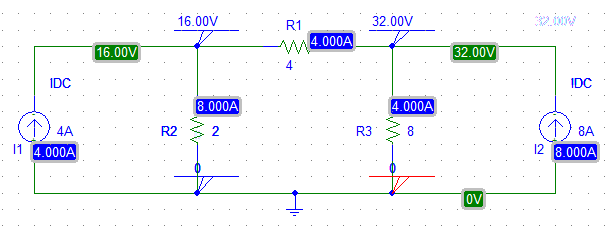 16.00V
32.00V
32.00V
R1
4.000A
16.00V
32.00V
4
IDC
IDC
8.000A
4.000A
4A
R2
2
R3
8
8A
I1
4.000A
I2
8.000A
0
0
0V